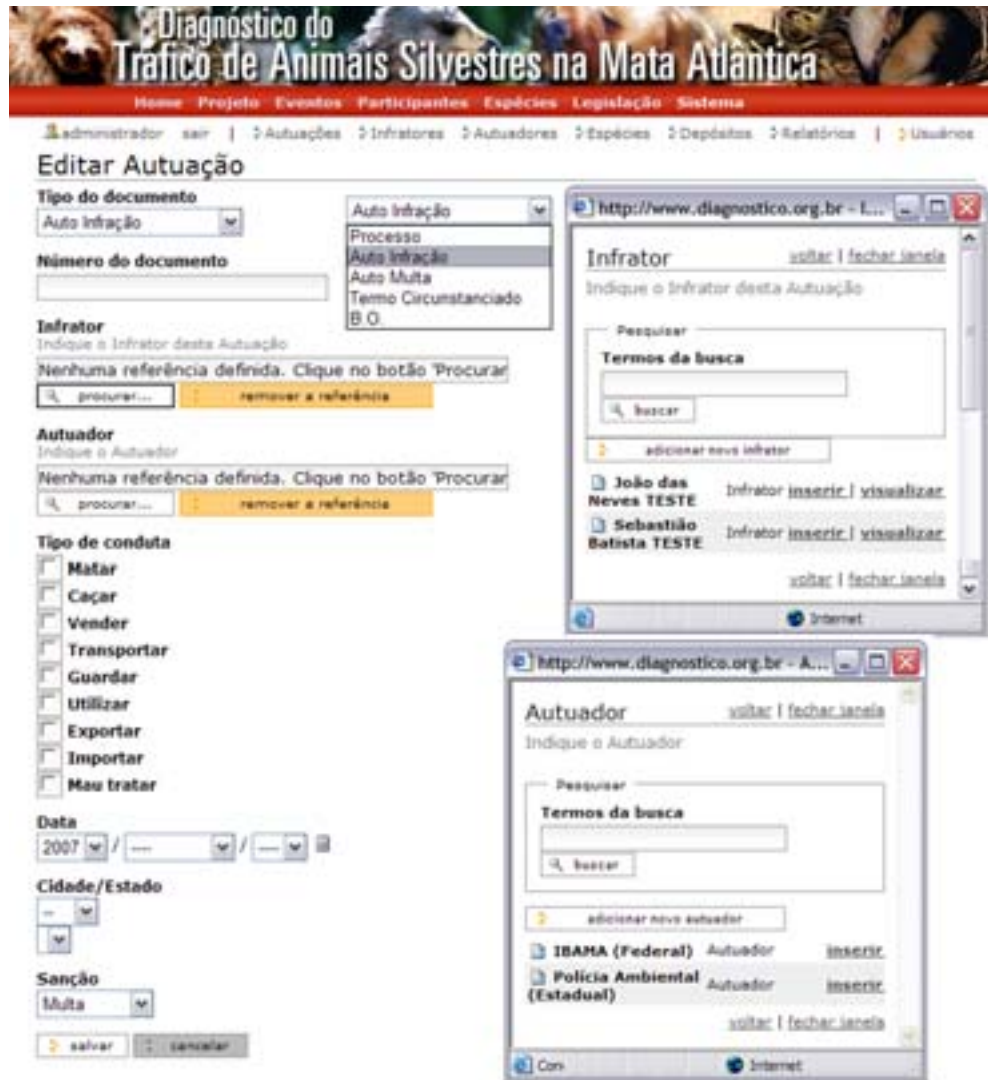 Diagnóstico do
Tráfico de Animais Silvestres na Mata Atlântica
Home Projeto Eventos Participantes Espécies Legislação Sistema
administrador sair | Autuações Infratores Autuadores Espécies Depósitos Relatórios | Usuários
Editar Autuação
Tipo do documento
Auto Infração
Número do documento
Infrator
Indique o Infrator desta Autuação
Nenhuma referência definida. Clique no botão 'Procurar
procurar... remover a referência
Autuador
Indique o Autuador
Nenhuma referência definida. Clique no botão 'Procurar
procurar... remover a referência
Tipo de conduta
Matar
Caçar
Vender
Transportar
Guardar
Utilizar
Exportar
Importar
Mau tratar
Data
2007 / ---- / ----
Cidade/Estado
--
Sanção
Multa
salvar cancelar
Auto Infração
Processo
Auto Infração
Auto Multa
Termo Circunstanciado
B.O.
http://www.diagnostico.org.br - I...
Infrator voltar | fechar janela
Indique o Infrator desta Autuação
Pesquisar
Termos da busca
buscar
adicionar novo infrator
João das
Neves TESTE Infrator inserir | visualizar
Sebastião
Batista TESTE Infrator inserir | visualizar
voltar | fechar janela
Internet
http://www.diagnostico.org.br - A...
Autuador voltar | fechar janela
Indique o Autuador
Pesquisar
Termos da busca
buscar
adicionar novo autuador
IBAMA (Federal) Autuador inserir
Polícia Ambiental
(Estadual) Autuador inserir
voltar | fechar janela
Con Internet